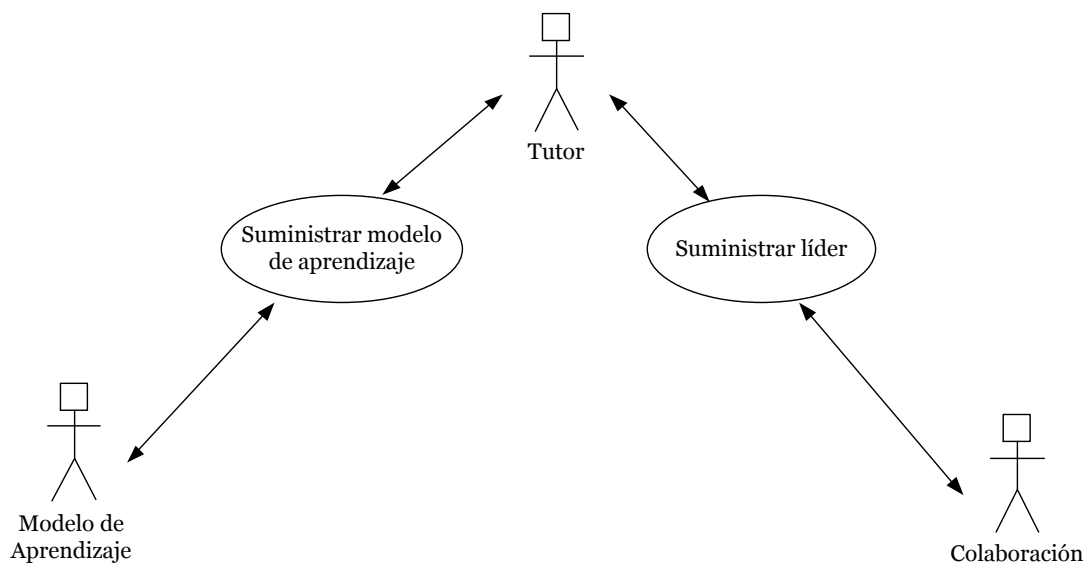 Tutor
Suministrar modelo
de aprendizaje
Suministrar líder
Modelo de
Aprendizaje
Colaboración